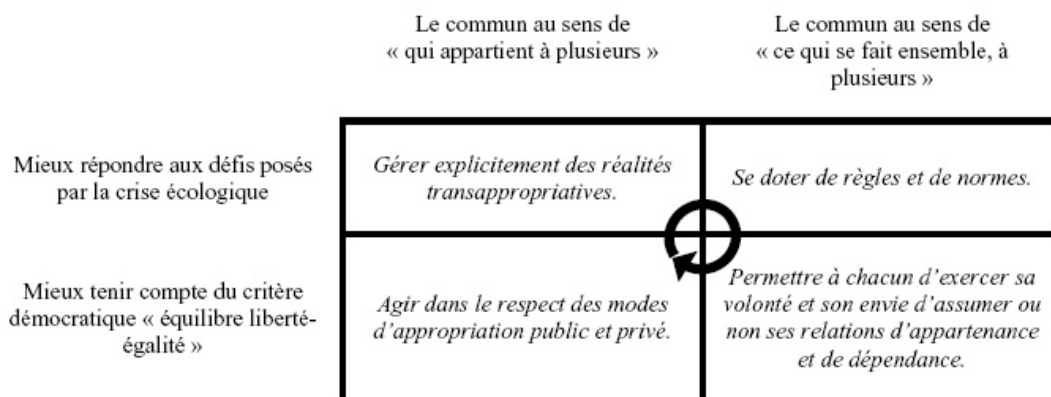 Le commun au sens de
« qui appartient à plusieurs »
Le commun au sens de
« ce qui se fait ensemble, à
plusieurs »
Mieux répondre aux défis posés
par la crise écologique
Gérer explicitement des réalités
transappropriatives.
Se doter de règles et de normes.
Mieux tenir compte du critère
démocratique « équilibre liberté-
égalité »
Agir dans le respect des modes
d'appropriation public et privé.
Permettre à chacun d'exercer sa
volonté et son envie d'assumer ou
non ses relations d'appartenance
et de dépendance.